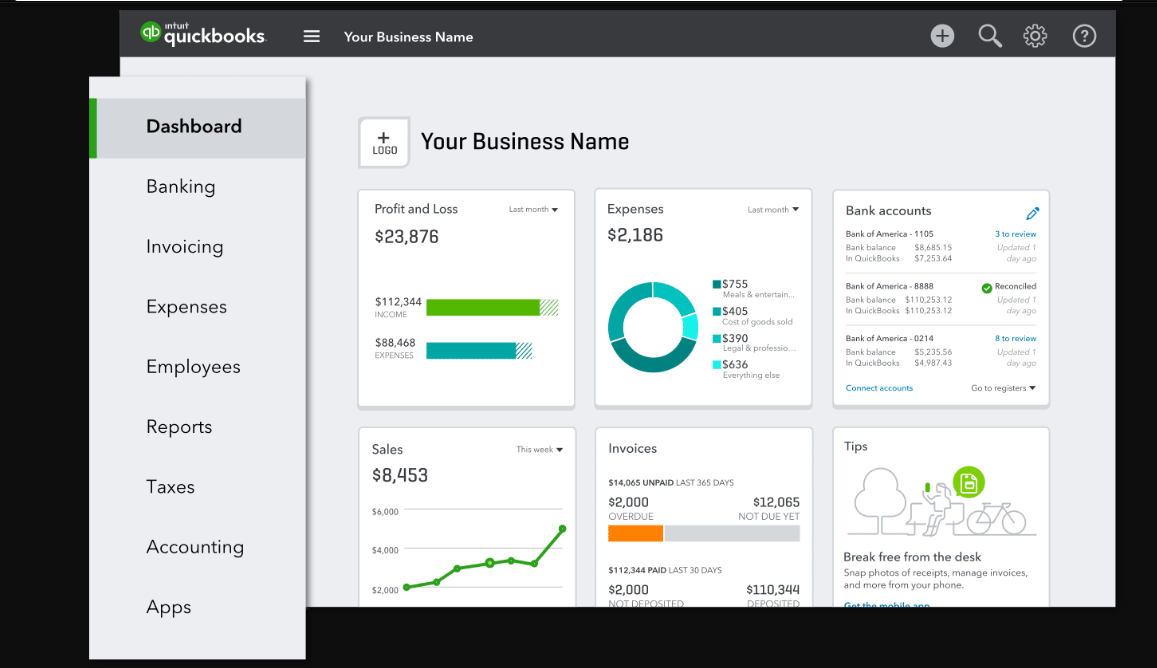 intuit
quickbooks.
Your Business Name
Dashboard
Banking
Invoicing
Expenses
Employees
Reports
Taxes
Accounting
Apps
+
LOGO
Your Business Name
Profit and Loss
Last month
$23,876
$112,344
INCOME
$88,468
EXPENSES
Expenses
Last month
$2,186
$755
Meals & entertain...
$405
Cost of goods sold
$390
Legal & professio...
$636
Everything else
Bank accounts
Bank of America - 1105 3 to review
Bank balance $8,685.15 Updated 1
In QuickBooks $7,253.64 day ago
Bank of America - 8888 Reconciled
Bank balance $110,253.12 Updated 1
In QuickBooks $110,253.12 day ago
Bank of America - 0214 8 to review
Bank balance $5,235.56 Updated 1
In QuickBooks $4,987.43 day ago
Connect accounts Go to registers
Sales
This week
$8,453
$6,000
$4,000
$2,000
Invoices
$14,065 UNPAID LAST 365 DAYS
$2,000 $12,065
OVERDUE NOT DUE YET
$112,344 PAID LAST 30 DAYS
$2,000 $110,344
NOT DEPOSITED DEPOSITED
Tips
Break free from the desk
Snap photos of receipts, manage invoices,
and more from your phone.
Get the mobile app